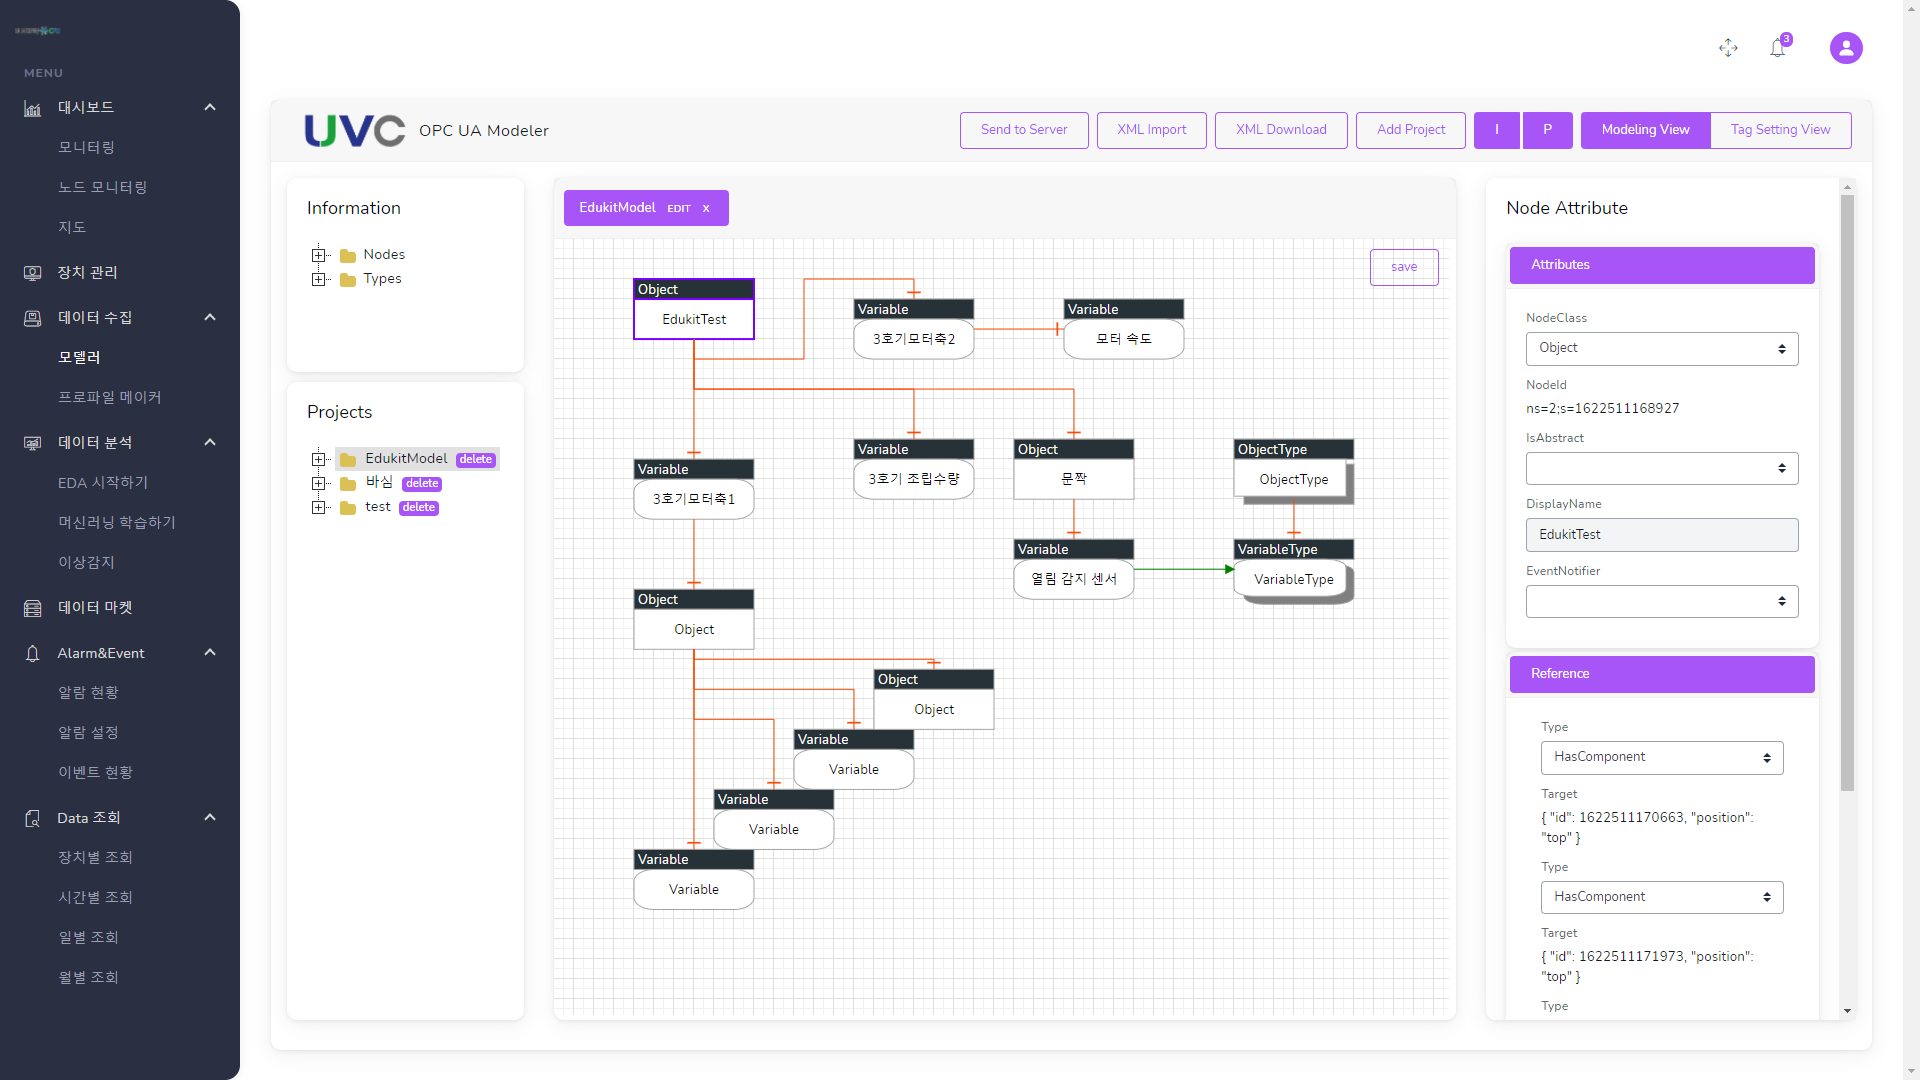 MENU
대시보드
모니터링
노드 모니터링
지도
장치 관리
데이터 수집
모델러
프로파일 메이커
데이터 분석
EDA 시작하기
머신러닝 학습하기
이상감지
데이터 마켓
Alarm&Event
알람 현황
알람 설정
이벤트 현황
Data 조회
장치별 조회
시간별 조회
일별 조회
월별 조회
3
UVC OPC UA Modeler
Send to Server XML Import XML Download Add Project I P Modeling View Tag Setting View
Information
Nodes
Types
Projects
EdukitModel delete
바심 delete
test delete
EdukitModel EDIT x
save
Object
EdukitTest
Variable
3호기모터축2
Variable
모터 속도
Variable
3호기모터축1
Variable
3호기 조립수량
Object
문짝
ObjectType
ObjectType
Variable
열림 감지 센서
VariableType
VariableType
Object
Object
Object
Object
Variable
Variable
Variable
Variable
Variable
Variable
Node Attribute
Attributes
NodeClass
Object
NodeId
ns=2;s=1622511168927
IsAbstract
DisplayName
EdukitTest
EventNotifier
Reference
Type
HasComponent
Target
{ "id": 1622511170663, "position":
"top" }
Type
HasComponent
Target
{ "id": 1622511171973, "position":
"top" }
Type